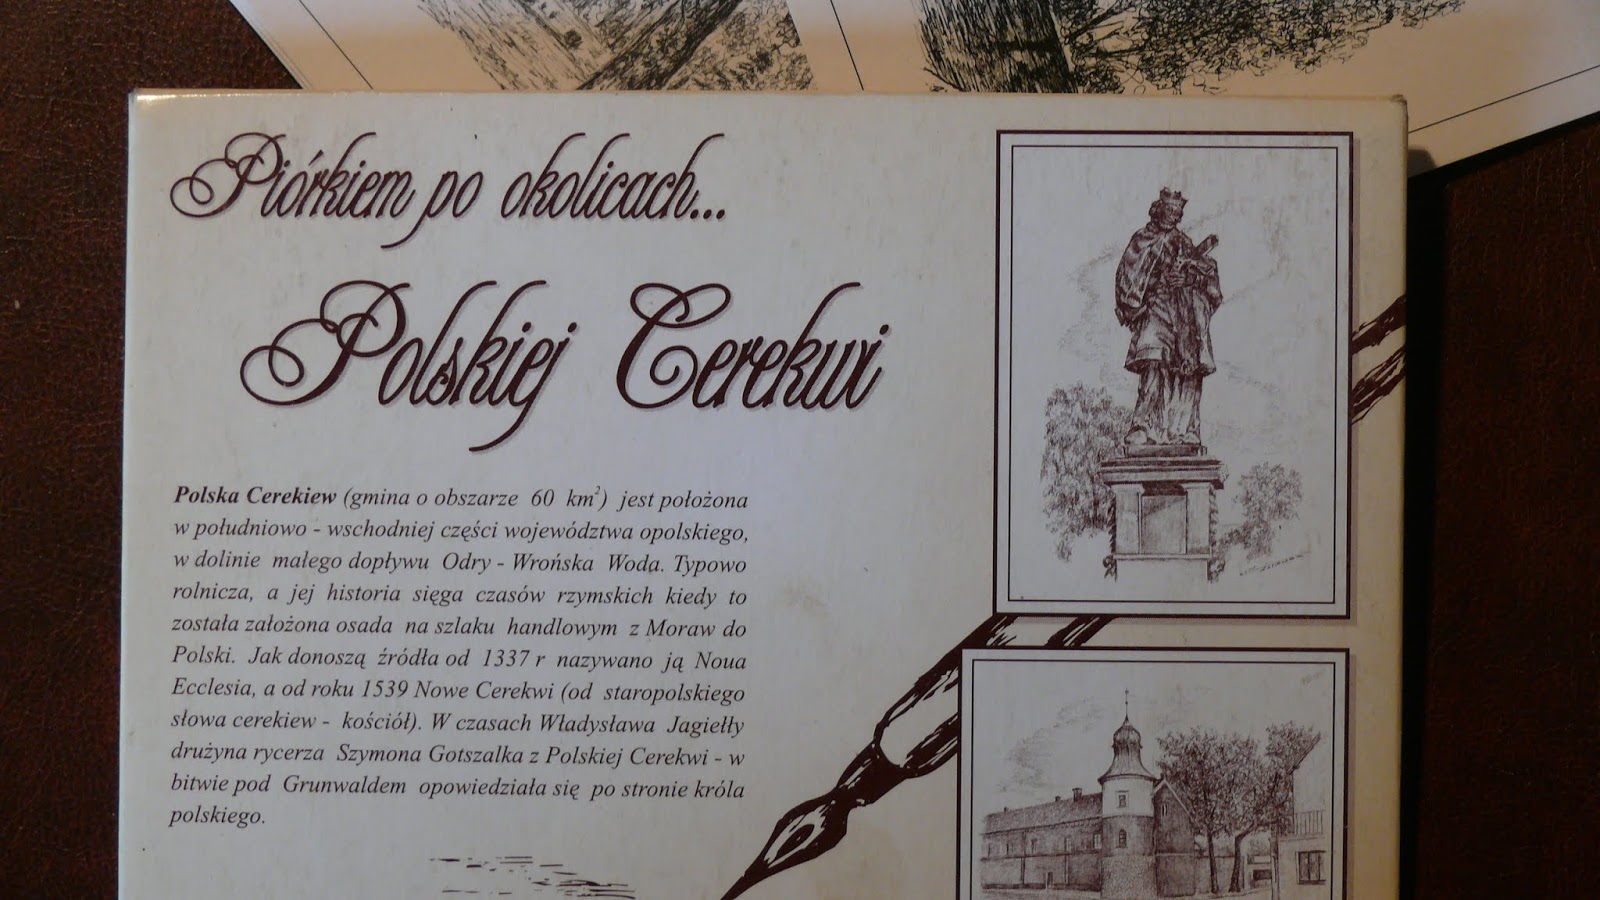 Piórkiem po okolicach...
Polskiej Cerekwi
Polska Cerekiew (gmina o obszarze 60 km²) jest położona
w południowo - wschodniej części województwa opolskiego,
w dolinie małego dopływu Odry - Wrońska Woda. Typowo
rolnicza, a jej historia sięga czasów rzymskich kiedy to
została założona osada na szlaku handlowym z Moraw do
Polski. Jak donoszą źródła od 1337 r nazywano ją Noua
Ecclesia, a od roku 1539 Nowe Cerekwi (od staropolskiego
słowa cerekiew - kościół). W czasach Władysława Jagiełły
drużyna rycerza Szymona Gotszalka z Polskiej Cerekwi - w
bitwie pod Grunwaldem opowiedziała się po stronie króla
polskiego.